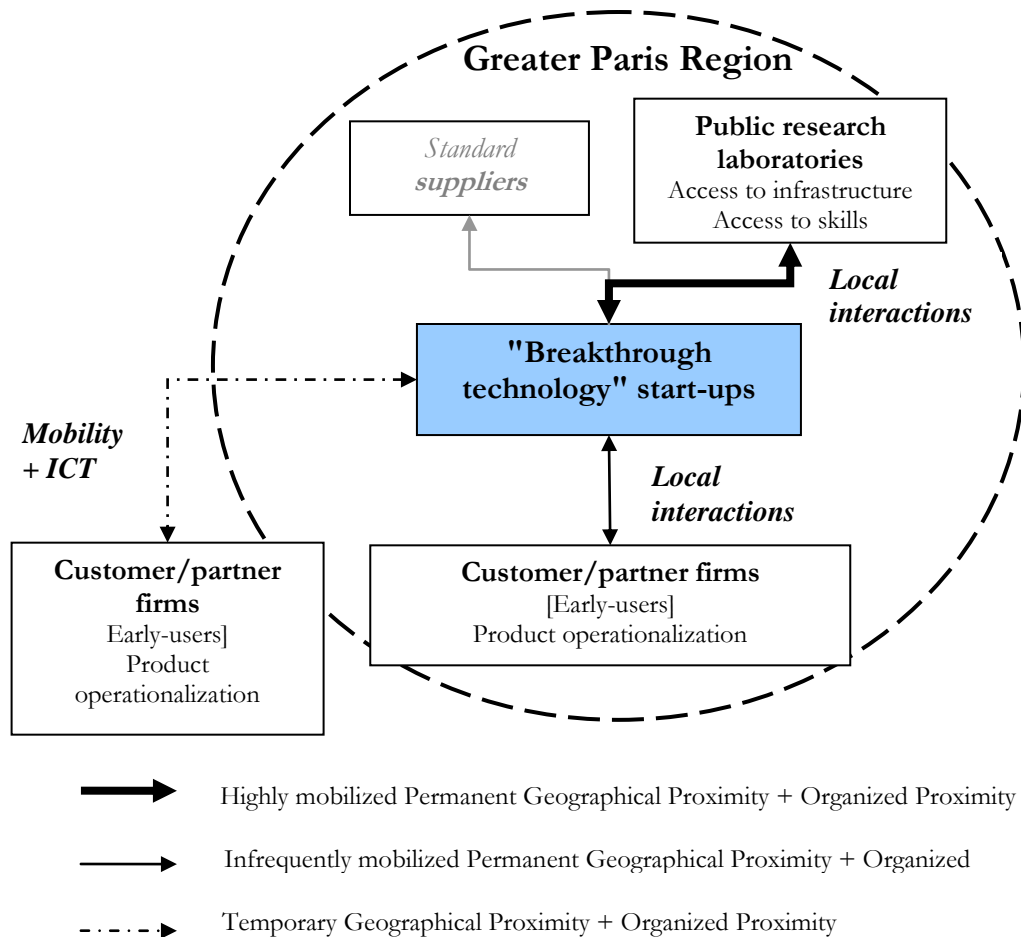 Greater Paris Region
Standard
suppliers
Public research
laboratories
Access to infrastructure
Access to skills
Local
interactions
"Breakthrough
technology" start-ups
Mobility
+ ICT
Local
interactions
Customer/partner
firms
Early-users]
Product
operationalization
Customer/partner firms
[Early-users]
Product operationalization
Highly mobilized Permanent Geographical Proximity + Organized Proximity
Infrequently mobilized Permanent Geographical Proximity + Organized
Temporary Geographical Proximity + Organized Proximity